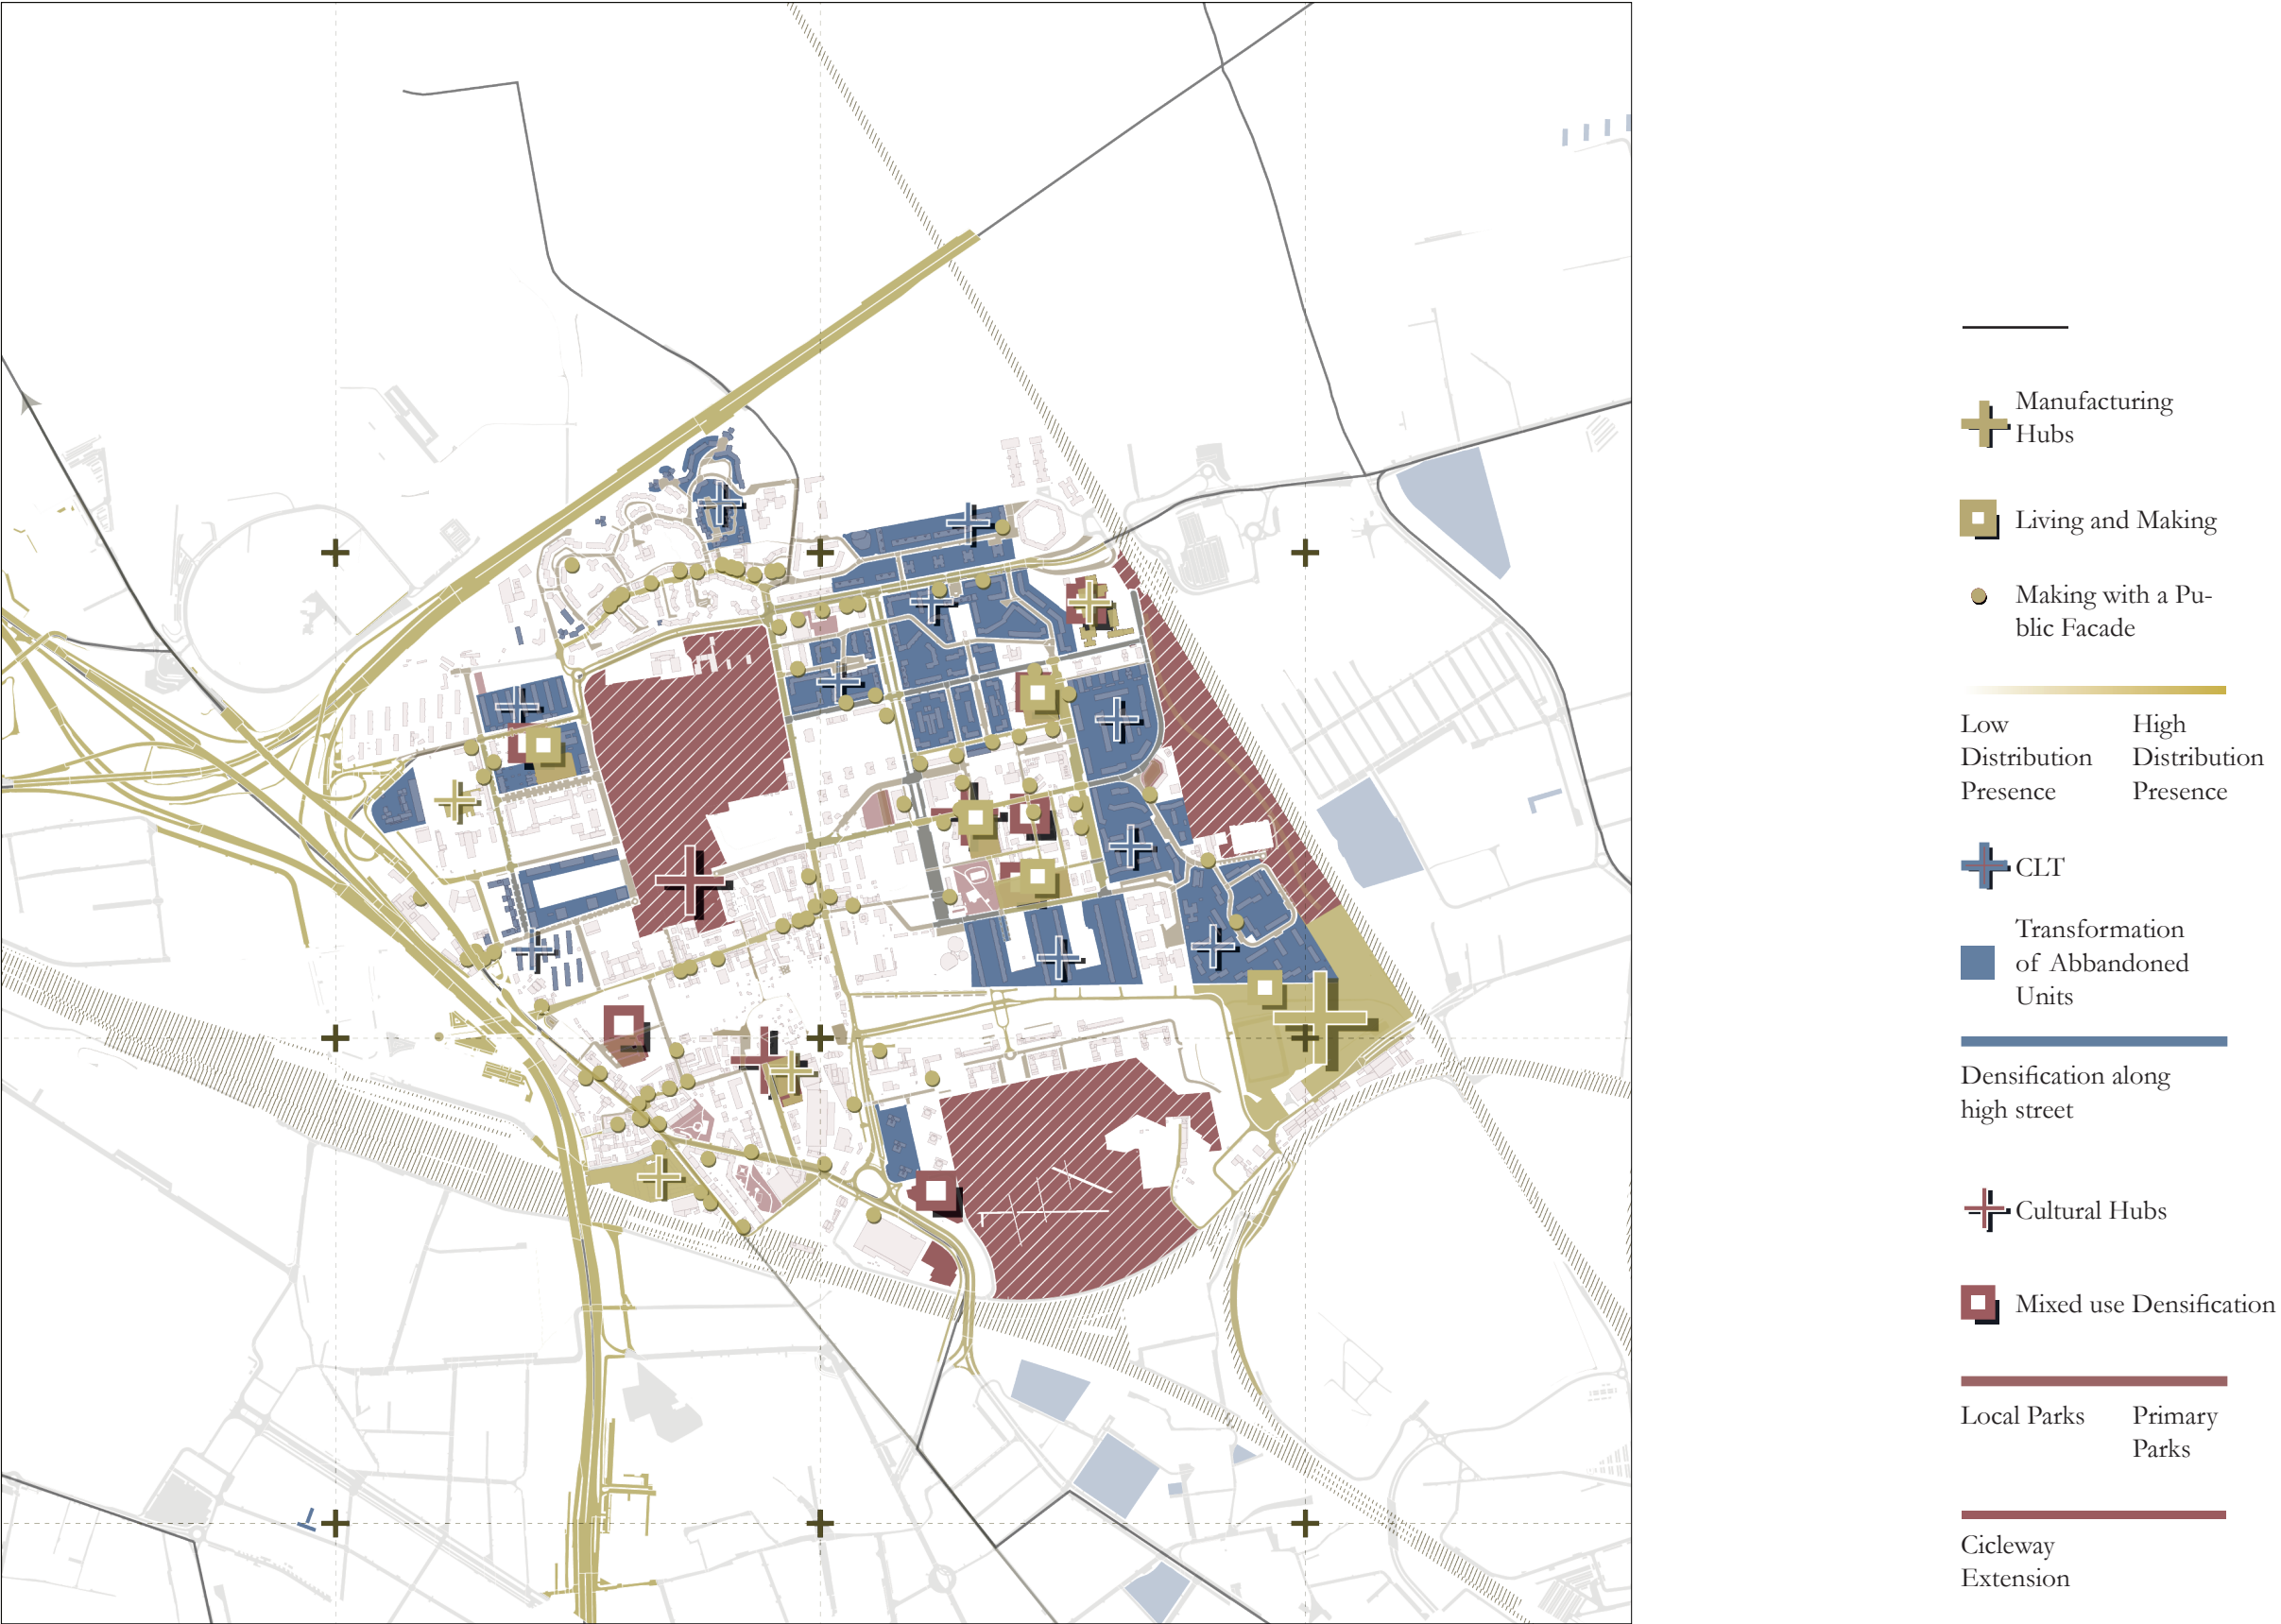 Manufacturing
Hubs
Living and Making
Making with a Pu-
blic Facade
Low
Distribution
Presence
High
Distribution
Presence
CLT
Transformation
of Abbandoned
Units
Densification along
high street
Cultural Hubs
Mixed use Densification
Local Parks
Primary
Parks
Cicleway
Extension